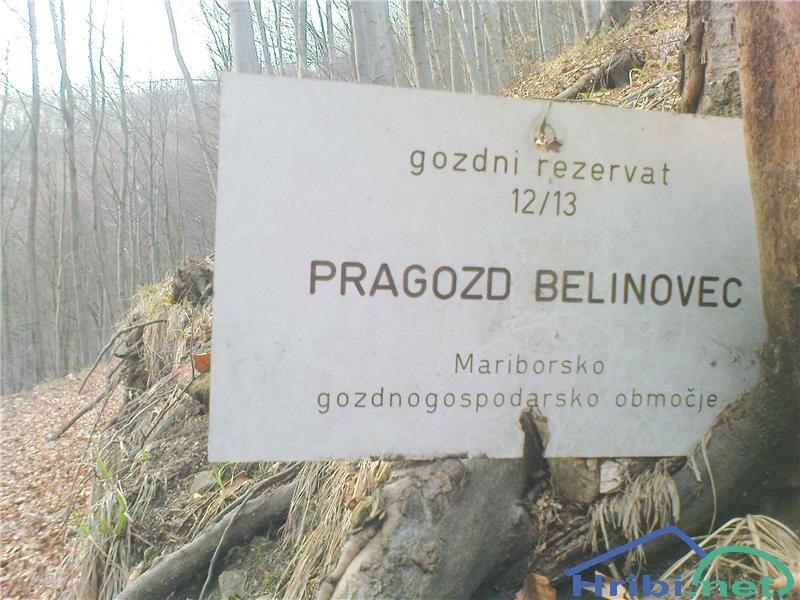 gozdni rezervat
12/13
PRAGOZD BELINOVEC
Mariborsko
gozdnogospodarsko območje
Hribi.net